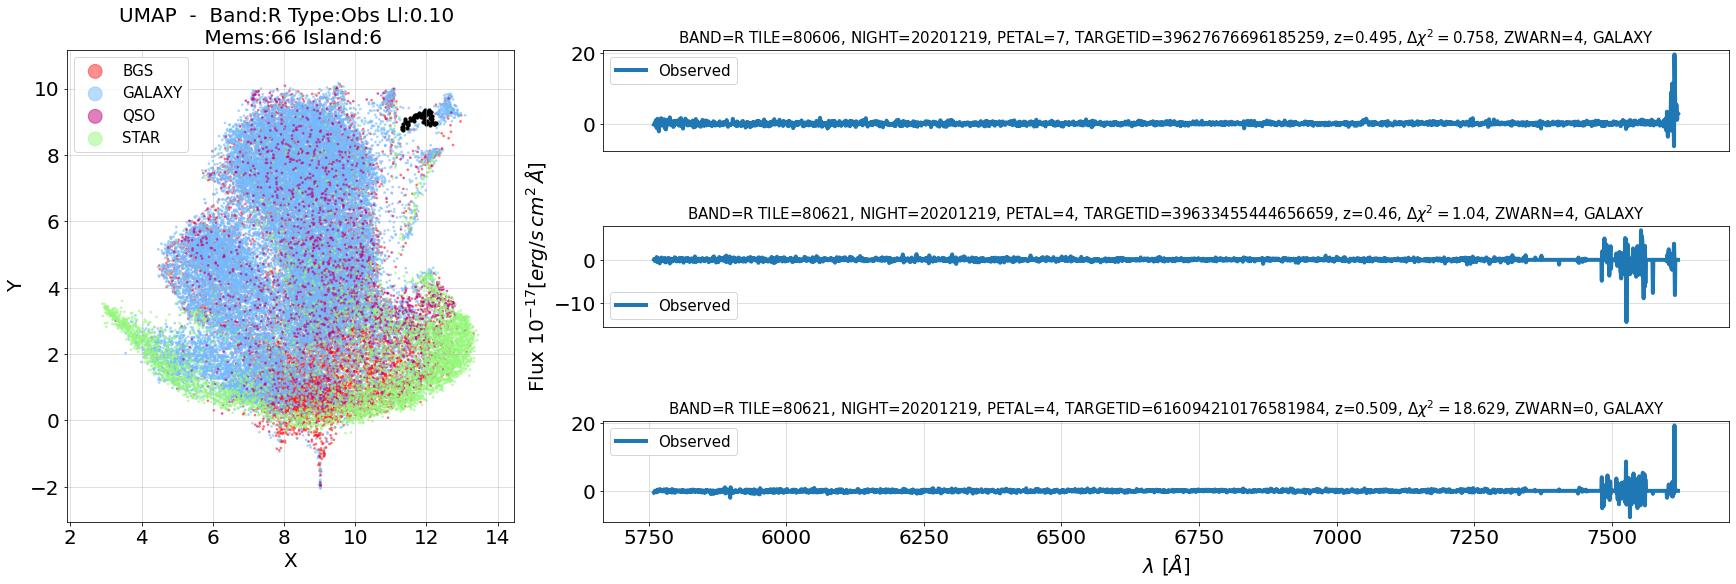 UMAP - Band:R Type:Obs Ll:0.10
Mems:66 Island:6
BGS
GALAXY
QSO
STAR
10
8
6
4
2
0
−2
Y
2
4
6
8
10
12
14
X
Flux 10⁻¹⁷[erg/s cm² Å]
BAND=R TILE=80606, NIGHT=20201219, PETAL=7, TARGETID=39627676696185259, z=0.495, Δχ² = 0.758, ZWARN=4, GALAXY
20
0
Observed
BAND=R TILE=80621, NIGHT=20201219, PETAL=4, TARGETID=39633455444656659, z=0.46, Δχ² = 1.04, ZWARN=4, GALAXY
0
−10
Observed
BAND=R TILE=80621, NIGHT=20201219, PETAL=4, TARGETID=616094210176581984, z=0.509, Δχ² = 18.629, ZWARN=0, GALAXY
20
0
Observed
5750
6000
6250
6500
6750
7000
7250
7500
λ [Å]